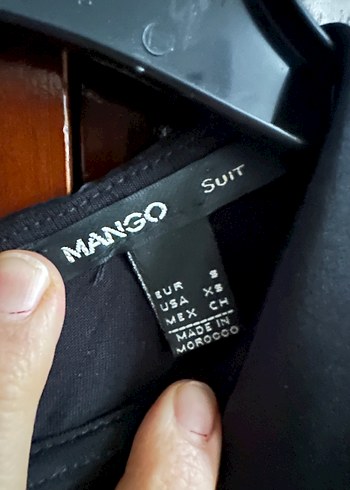 MANGO SUIT
EUR S
USA XS
MEX CH
MADE IN
MOROCCO